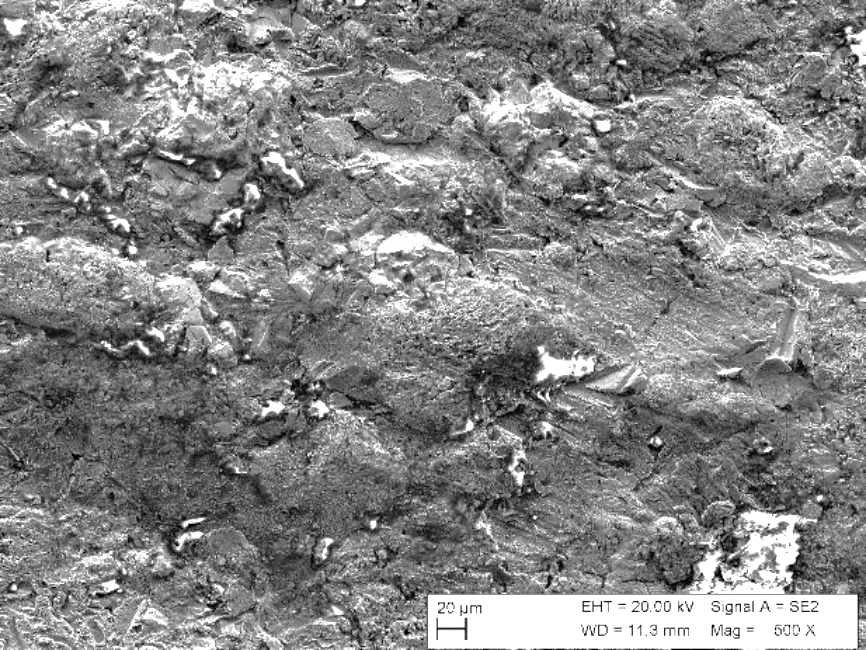 20 µm EHT = 20.00 kV Signal A = SE2
WD = 11.3 mm Mag = 500 X